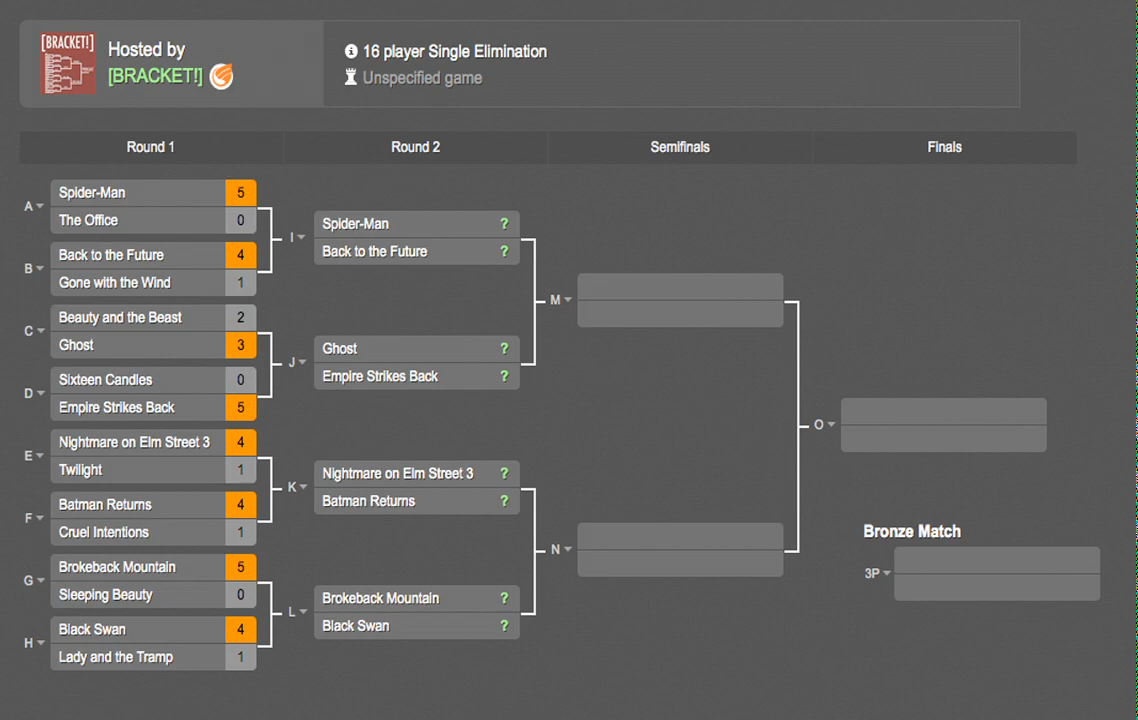 [BRACKET!]
Hosted by
[BRACKET!]
16 player Single Elimination
Unspecified game
Round 1
Round 2
Semifinals
Finals
A
Spider-Man 5
The Office 0
B
Back to the Future 4
Gone with the Wind 1
C
Beauty and the Beast 2
Ghost 3
D
Sixteen Candles 0
Empire Strikes Back 5
E
Nightmare on Elm Street 3 4
Twilight 1
F
Batman Returns 4
Cruel Intentions 1
G
Brokeback Mountain 5
Sleeping Beauty 0
H
Black Swan 4
Lady and the Tramp 1
I
Spider-Man ?
Back to the Future ?
J
Ghost ?
Empire Strikes Back ?
K
Nightmare on Elm Street 3 ?
Batman Returns ?
L
Brokeback Mountain ?
Black Swan ?
M
N
O
Bronze Match
3P